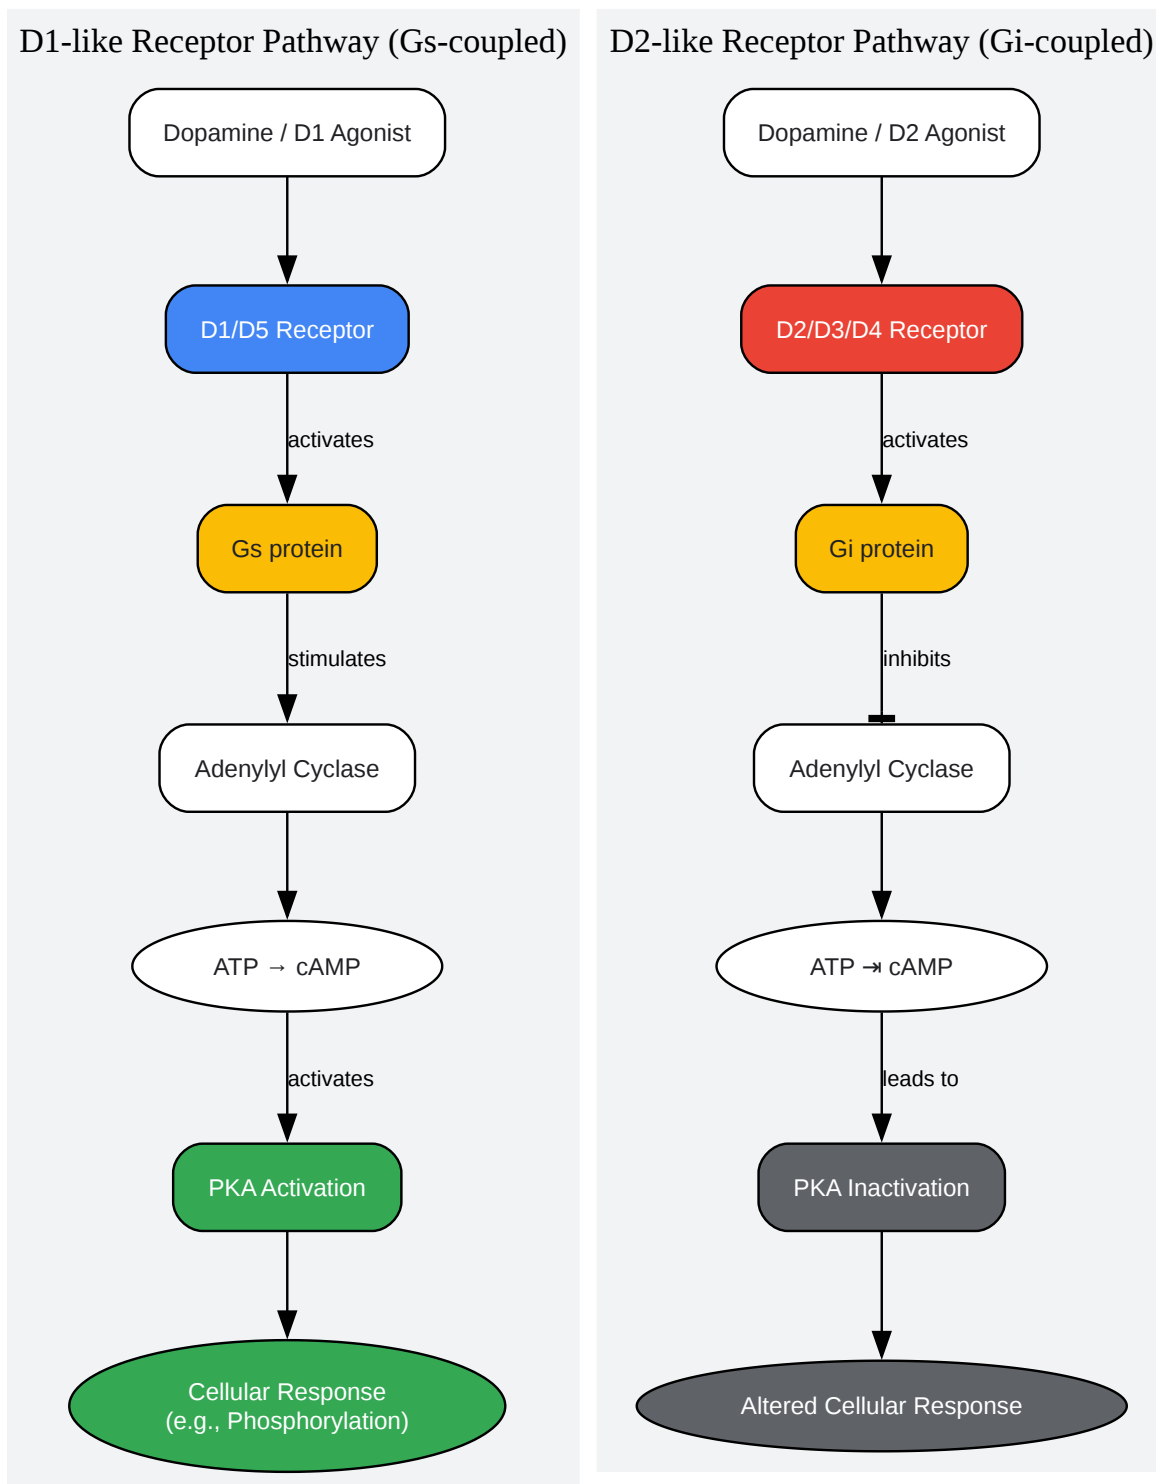 D1-like Receptor Pathway (Gs-coupled)
Dopamine / D1 Agonist
D1/D5 Receptor
activates
Gs protein
stimulates
Adenylyl Cyclase
ATP → cAMP
activates
PKA Activation
Cellular Response
(e.g., Phosphorylation)
D2-like Receptor Pathway (Gi-coupled)
Dopamine / D2 Agonist
D2/D3/D4 Receptor
activates
Gi protein
inhibits
Adenylyl Cyclase
ATP ⇥ cAMP
leads to
PKA Inactivation
Altered Cellular Response